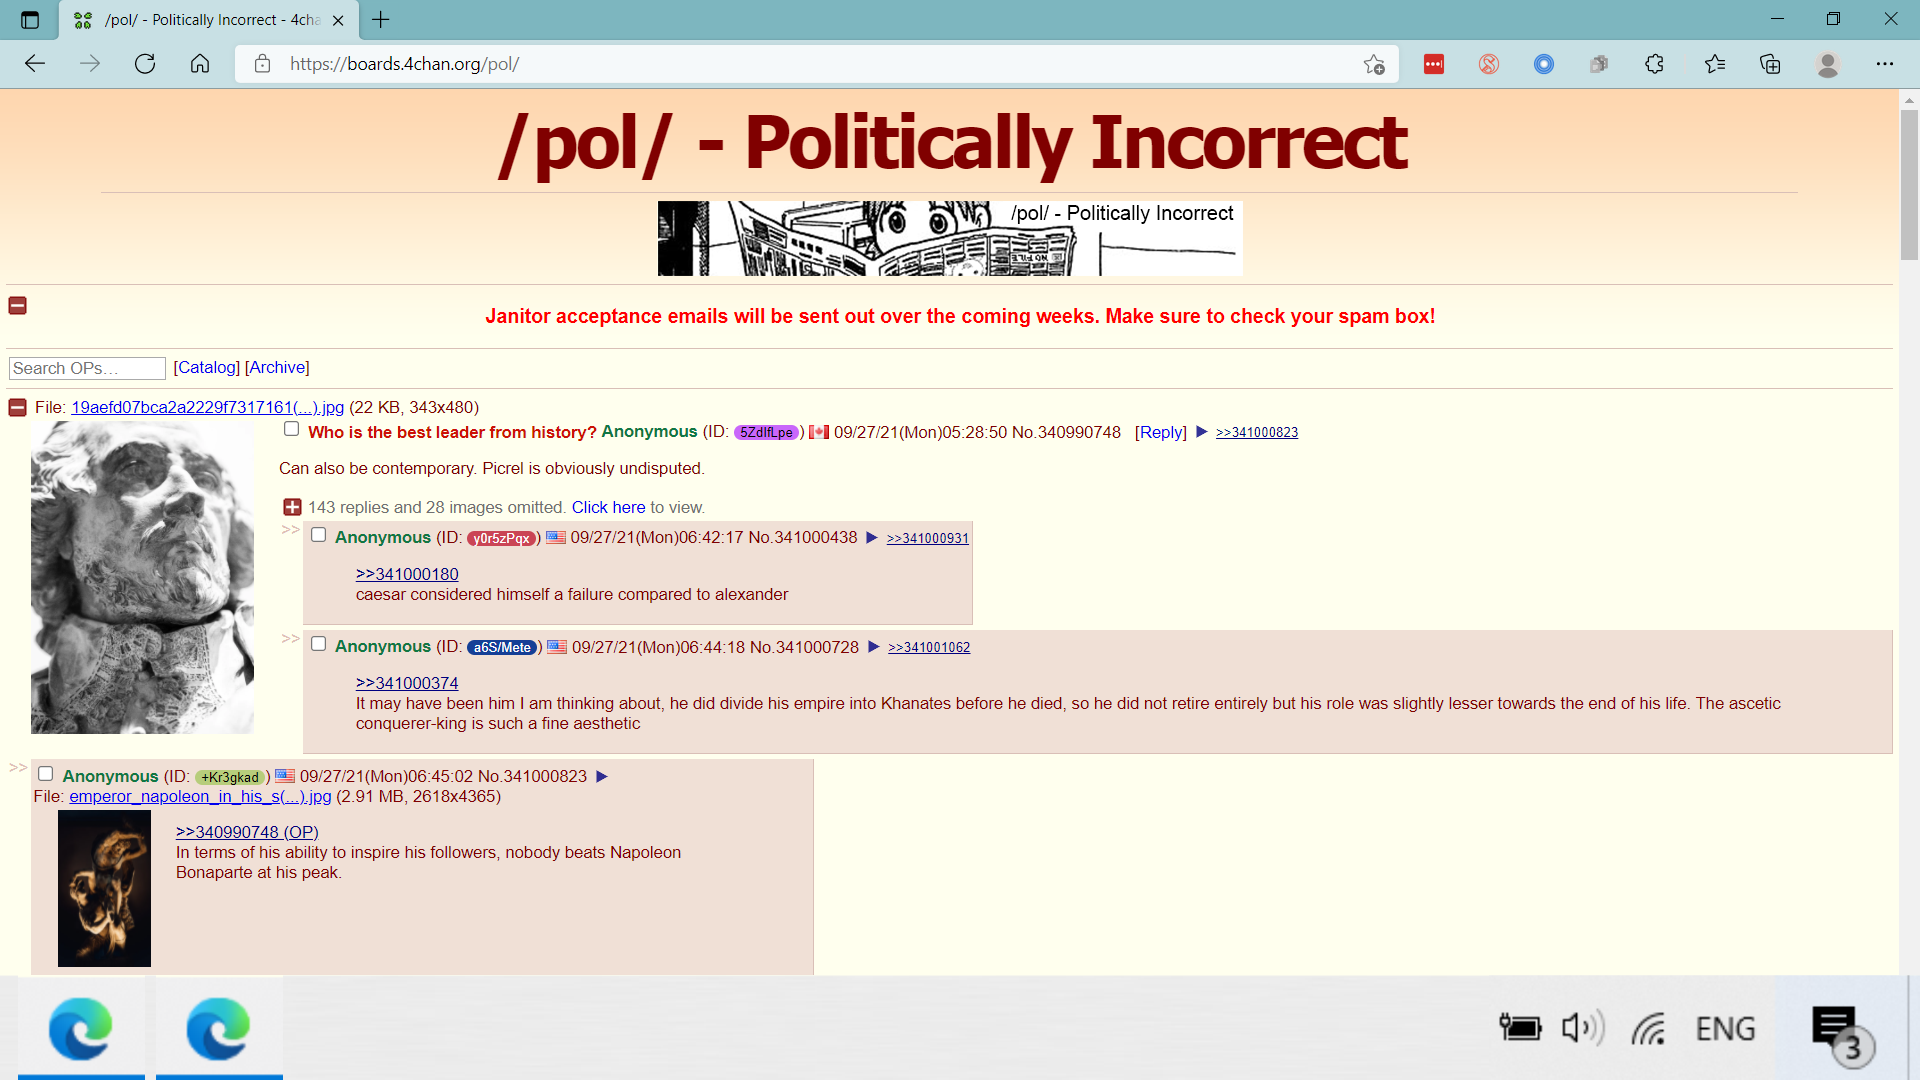 /pol/ - Politically Incorrect - 4cha
https://boards.4chan.org/pol/
/pol/ - Politically Incorrect
/pol/ - Politically Incorrect
NO FILE
Janitor acceptance emails will be sent out over the coming weeks. Make sure to check your spam box!
Search OPs… [Catalog] [Archive]
File: 19aefd07bca2a2229f7317161(...).jpg (22 KB, 343x480)
Who is the best leader from history? Anonymous (ID: 5ZdIfLpe) 09/27/21(Mon)05:28:50 No.340990748 [Reply] ▶ >>341000823
Can also be contemporary. Picrel is obviously undisputed.
143 replies and 28 images omitted. Click here to view.
>> Anonymous (ID: y0r5zPqx) 09/27/21(Mon)06:42:17 No.341000438 ▶ >>341000931
>>341000180
caesar considered himself a failure compared to alexander
>> Anonymous (ID: a6S/Mete) 09/27/21(Mon)06:44:18 No.341000728 ▶ >>341001062
>>341000374
It may have been him I am thinking about, he did divide his empire into Khanates before he died, so he did not retire entirely but his role was slightly lesser towards the end of his life. The ascetic
conquerer-king is such a fine aesthetic
>> Anonymous (ID: +Kr3gkad) 09/27/21(Mon)06:45:02 No.341000823 ▶
File: emperor_napoleon_in_his_s(...).jpg (2.91 MB, 2618x4365)
>>340990748 (OP)
In terms of his ability to inspire his followers, nobody beats Napoleon
Bonaparte at his peak.
ENG
3